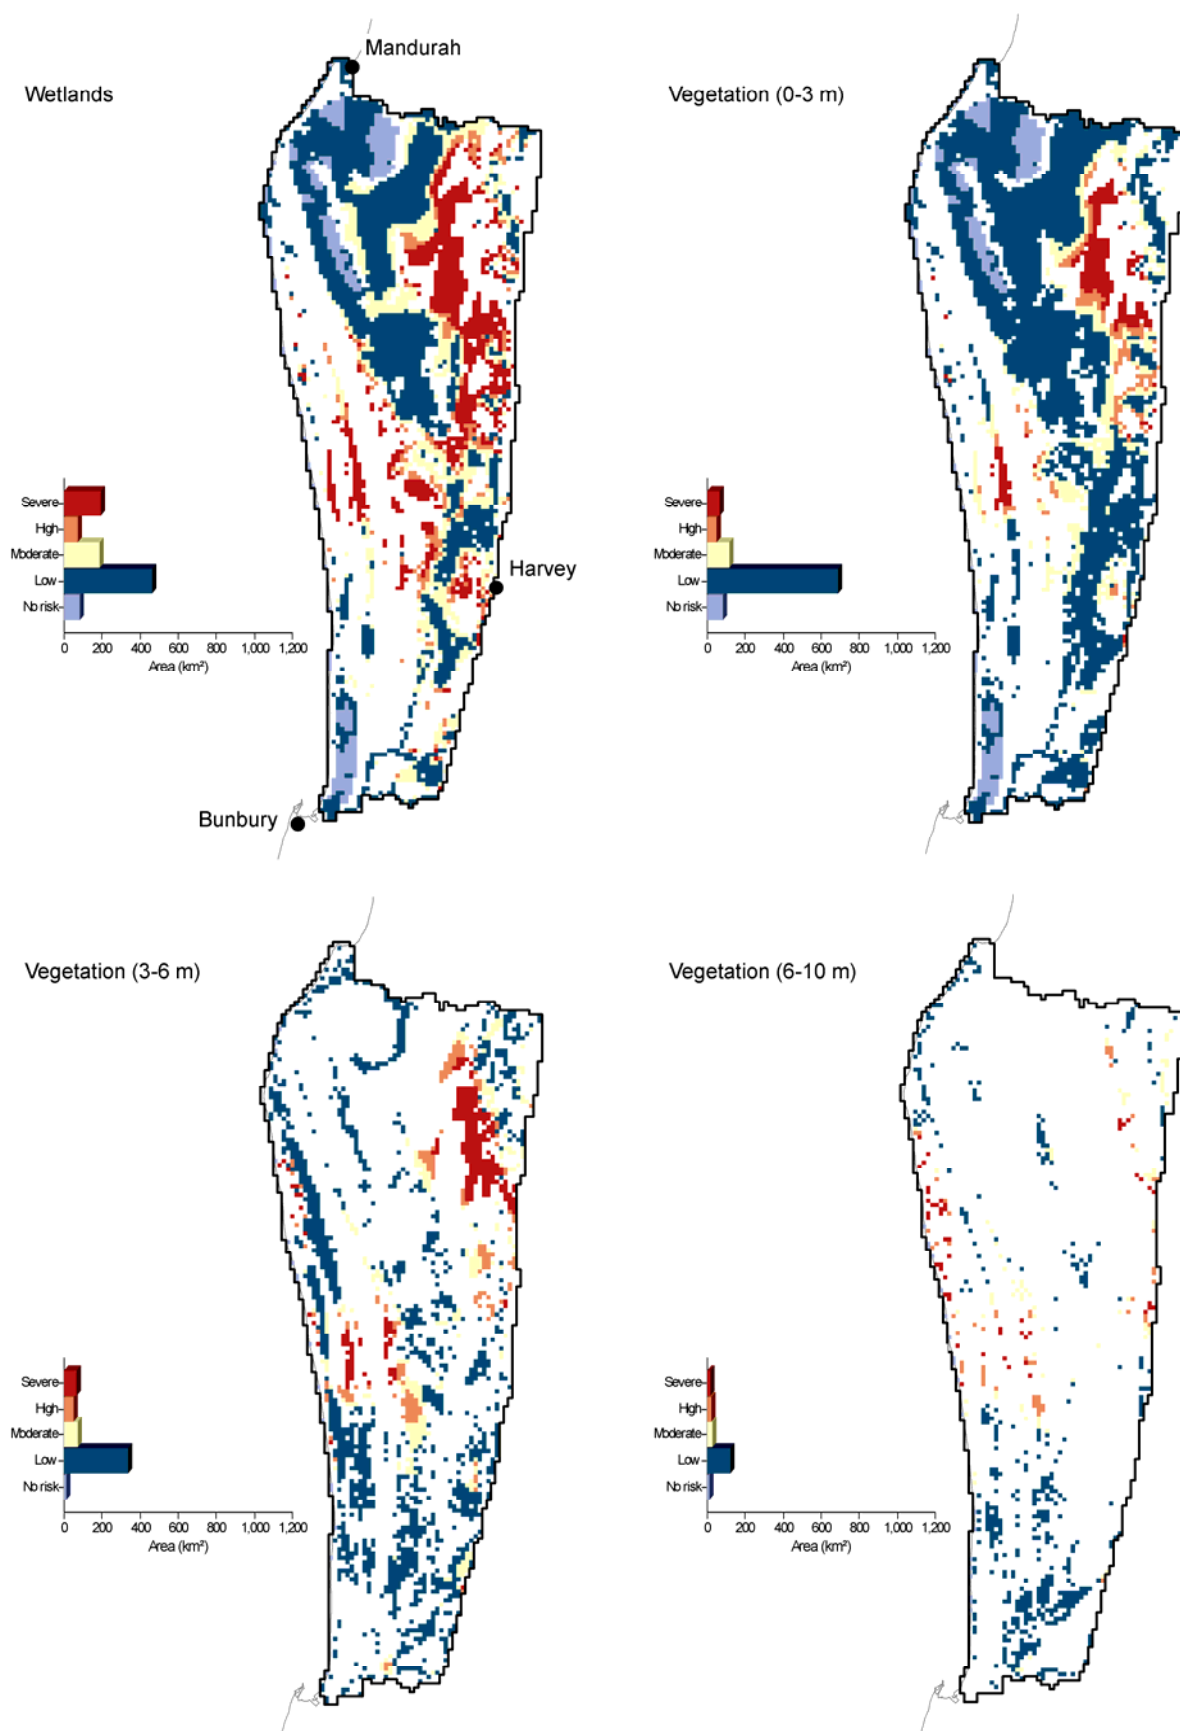 Mandurah
Wetlands
Vegetation (0-3 m)
Severe
High
Moderate
Low
No risk
0 200 400 600 800 1,000 1,200
Area (km²)
Harvey
Bunbury
Severe
High
Moderate
Low
No risk
0 200 400 600 800 1,000 1,200
Area (km²)
Vegetation (3-6 m)
Vegetation (6-10 m)
Severe
High
Moderate
Low
No risk
0 200 400 600 800 1,000 1,200
Area (km²)
Severe
High
Moderate
Low
No risk
0 200 400 600 800 1,000 1,200
Area (km²)